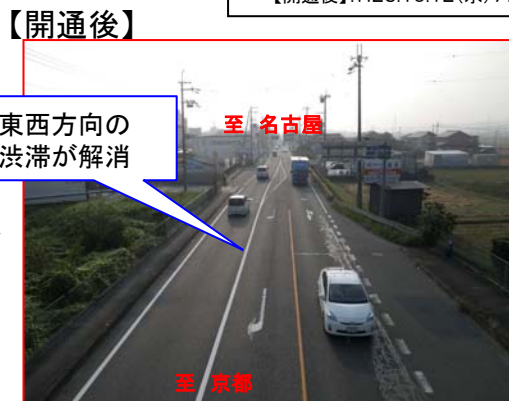 【開通後】
東西方向の
渋滞が解消
至 名古屋
至 京都